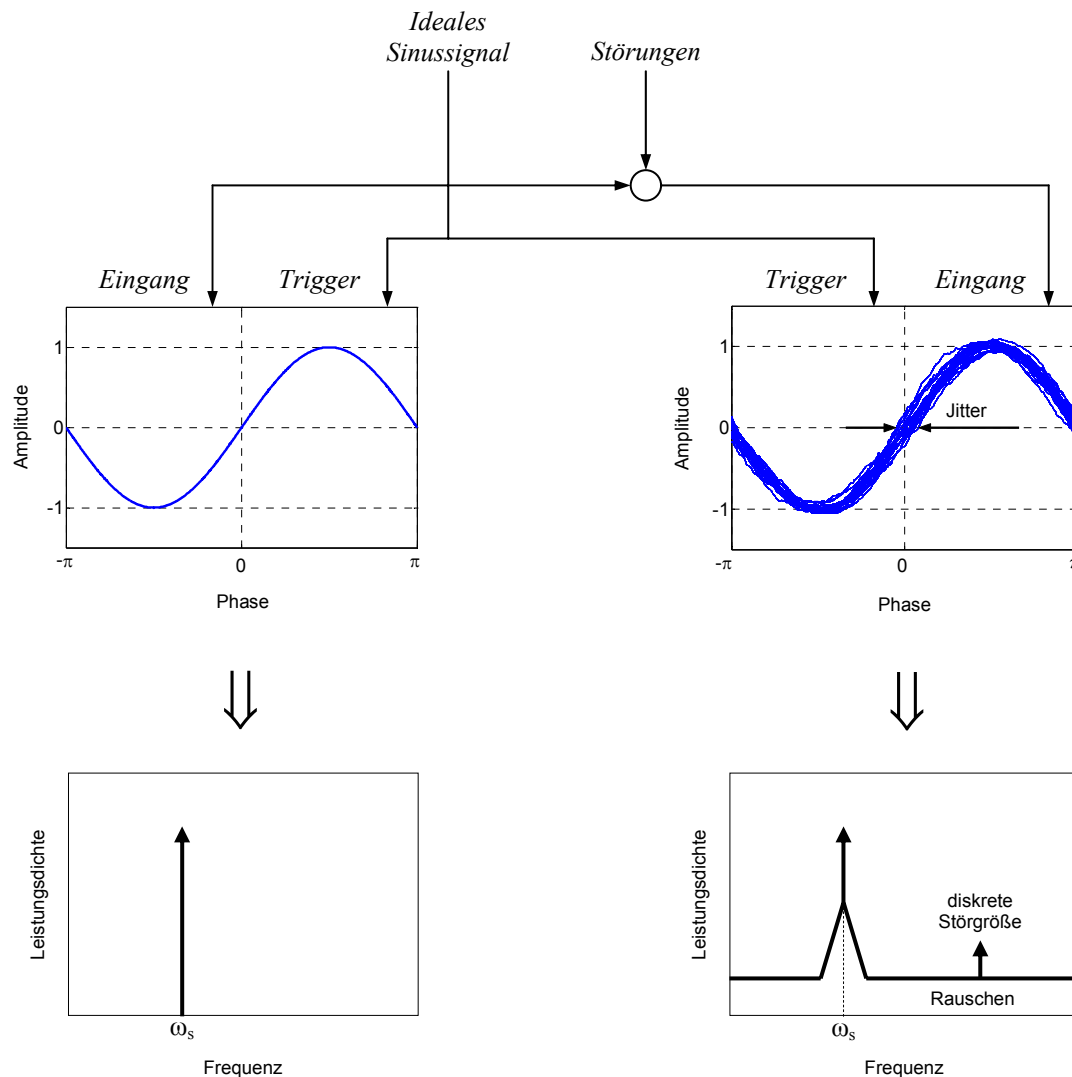 Ideales
Sinussignal
Störungen
Eingang
Trigger
Trigger
Eingang
Amplitude
1
0
-1
-π
0
π
Phase
Amplitude
1
0
-1
Jitter
-π
0
Phase
Leistungsdichte
ωs
Frequenz
Leistungsdichte
diskrete
Störgröße
Rauschen
ωs
Frequenz